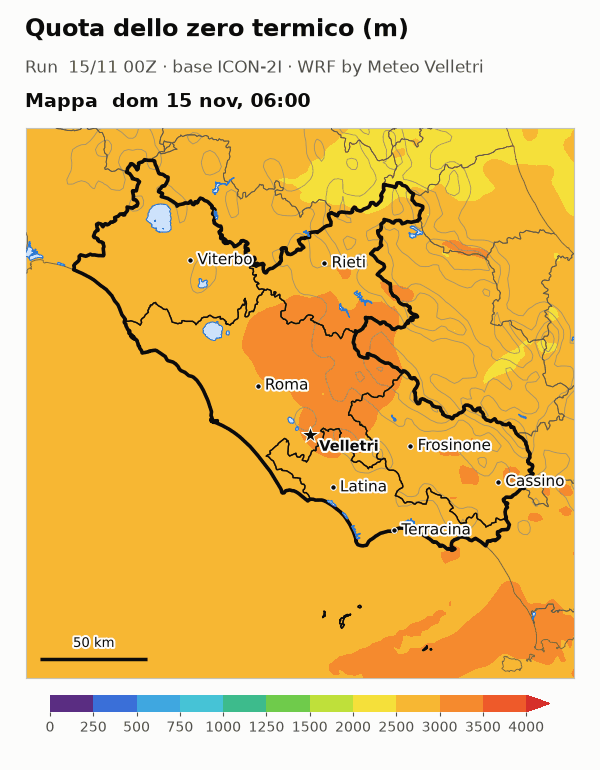 Quota dello zero termico (m)
Run 15/11 00Z · base ICON-2I · WRF by Meteo Velletri
Mappa dom 15 nov, 06:00
Viterbo
Rieti
Roma
Velletri
Frosinone
Latina
Cassino
Terracina
50 km
0 250 500 750 1000 1250 1500 2000 2500 3000 3500 4000